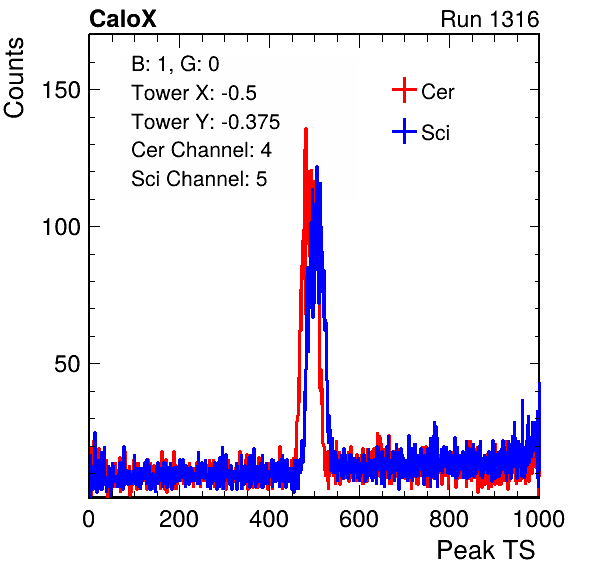 CaloX Run 1316
Counts
B: 1, G: 0
Tower X: -0.5
Tower Y: -0.375
Cer Channel: 4
Sci Channel: 5
Cer
Sci
150
100
50
0 200 400 600 800 1000
Peak TS